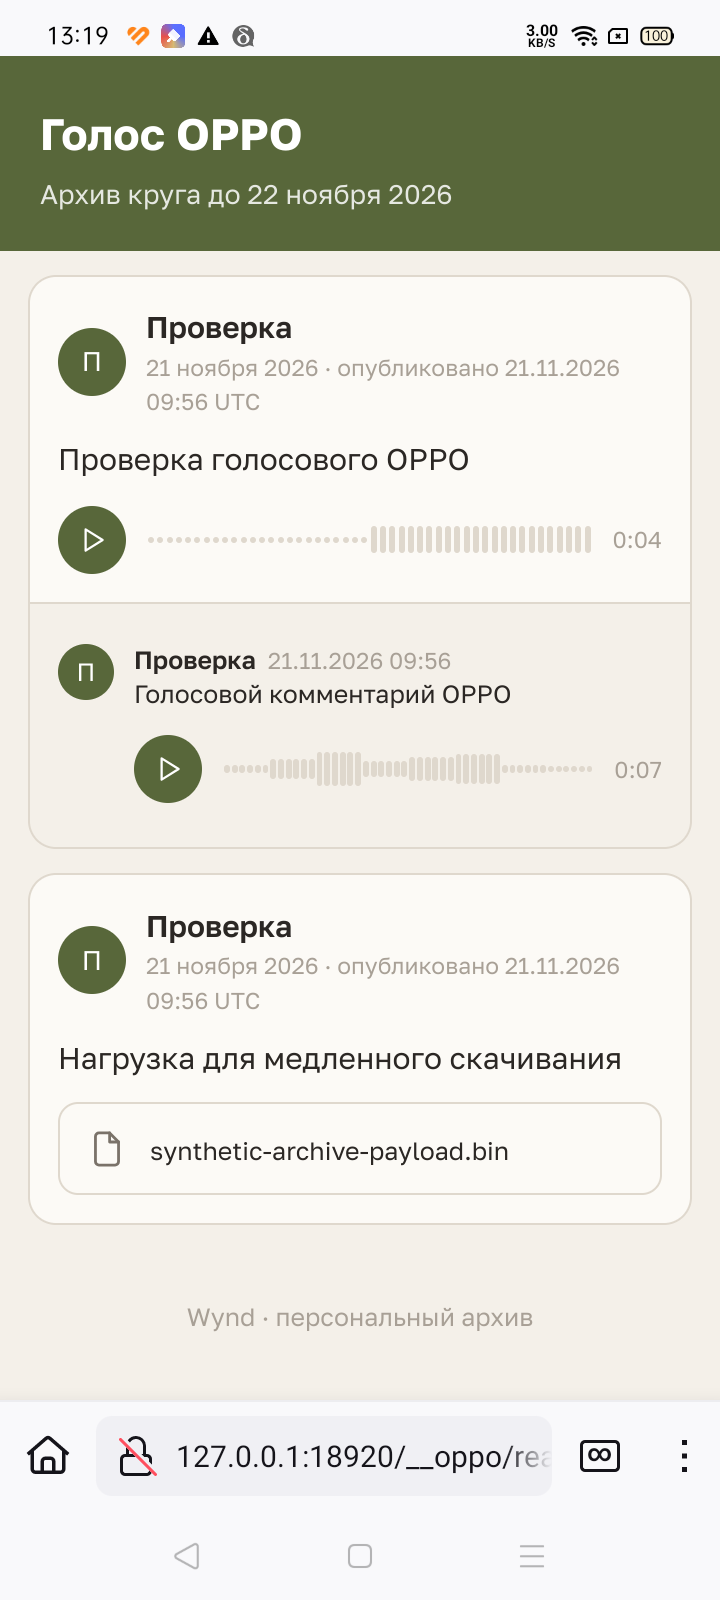 13:19
3.00
KB/S
100
Голос OPPO
Архив круга до 22 ноября 2026
П
Проверка
21 ноября 2026 · опубликовано 21.11.2026
09:56 UTC
Проверка голосового OPPO
0:04
П
Проверка 21.11.2026 09:56
Голосовой комментарий OPPO
0:07
П
Проверка
21 ноября 2026 · опубликовано 21.11.2026
09:56 UTC
Нагрузка для медленного скачивания
synthetic-archive-payload.bin
Wynd · персональный архив
127.0.0.1:18920/__oppo/rea